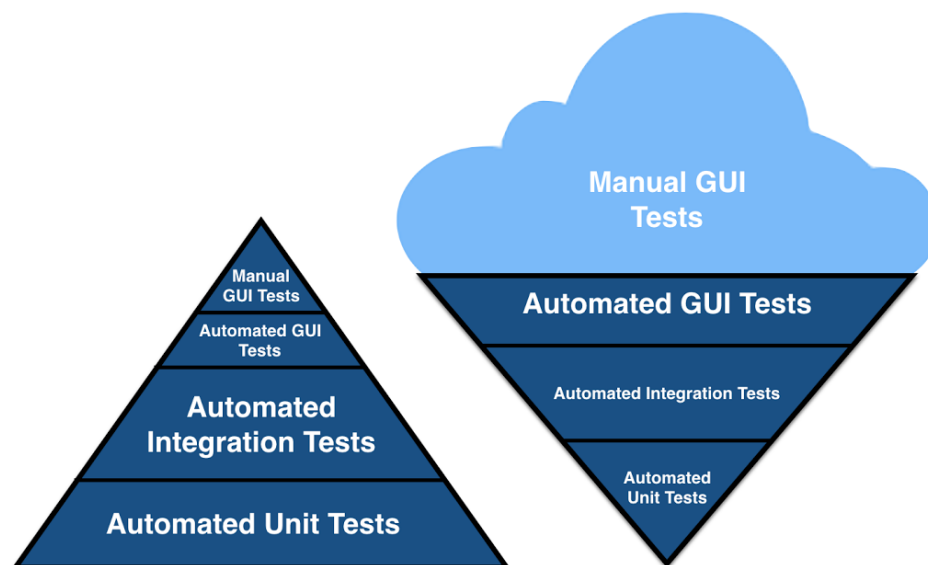 Manual
GUI Tests
Automated GUI
Tests
Automated
Integration Tests
Automated Unit Tests
Manual GUI
Tests
Automated GUI Tests
Automated Integration Tests
Automated
Unit Tests